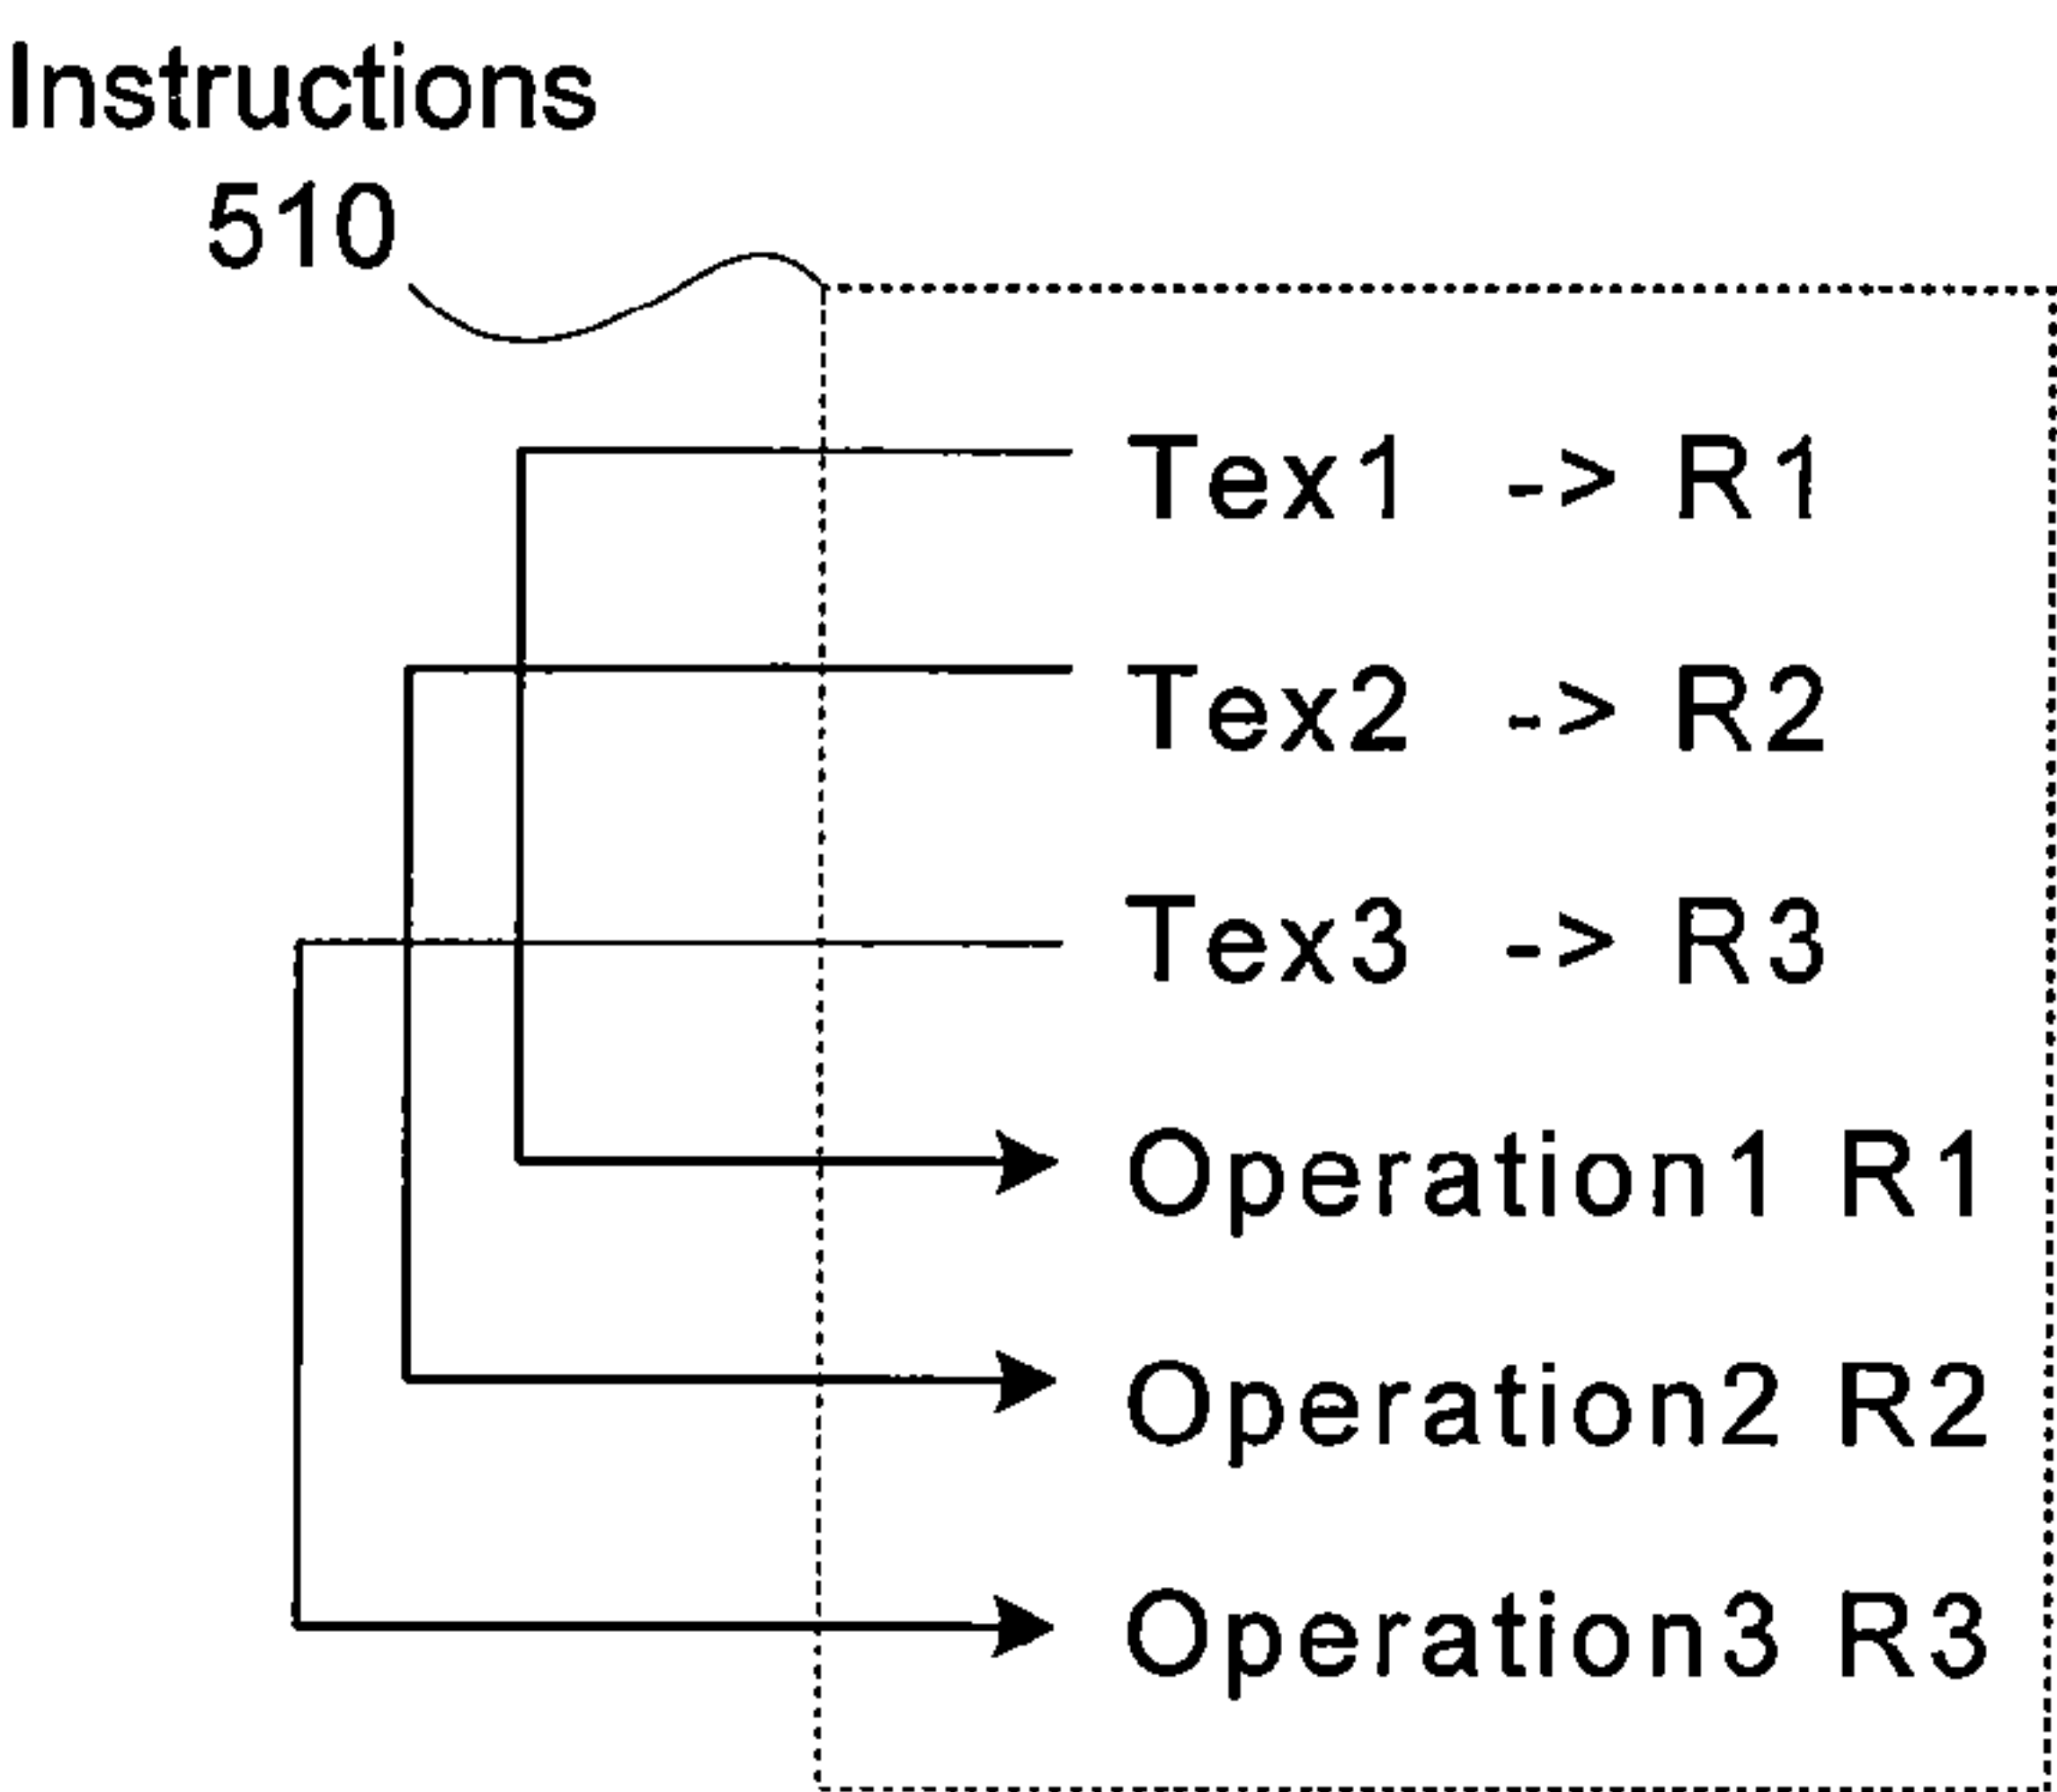 Instructions
510
Tex1 -> R1
Tex2 -> R2
Tex3 -> R3
Operation1 R1
Operation2 R2
Operation3 R3